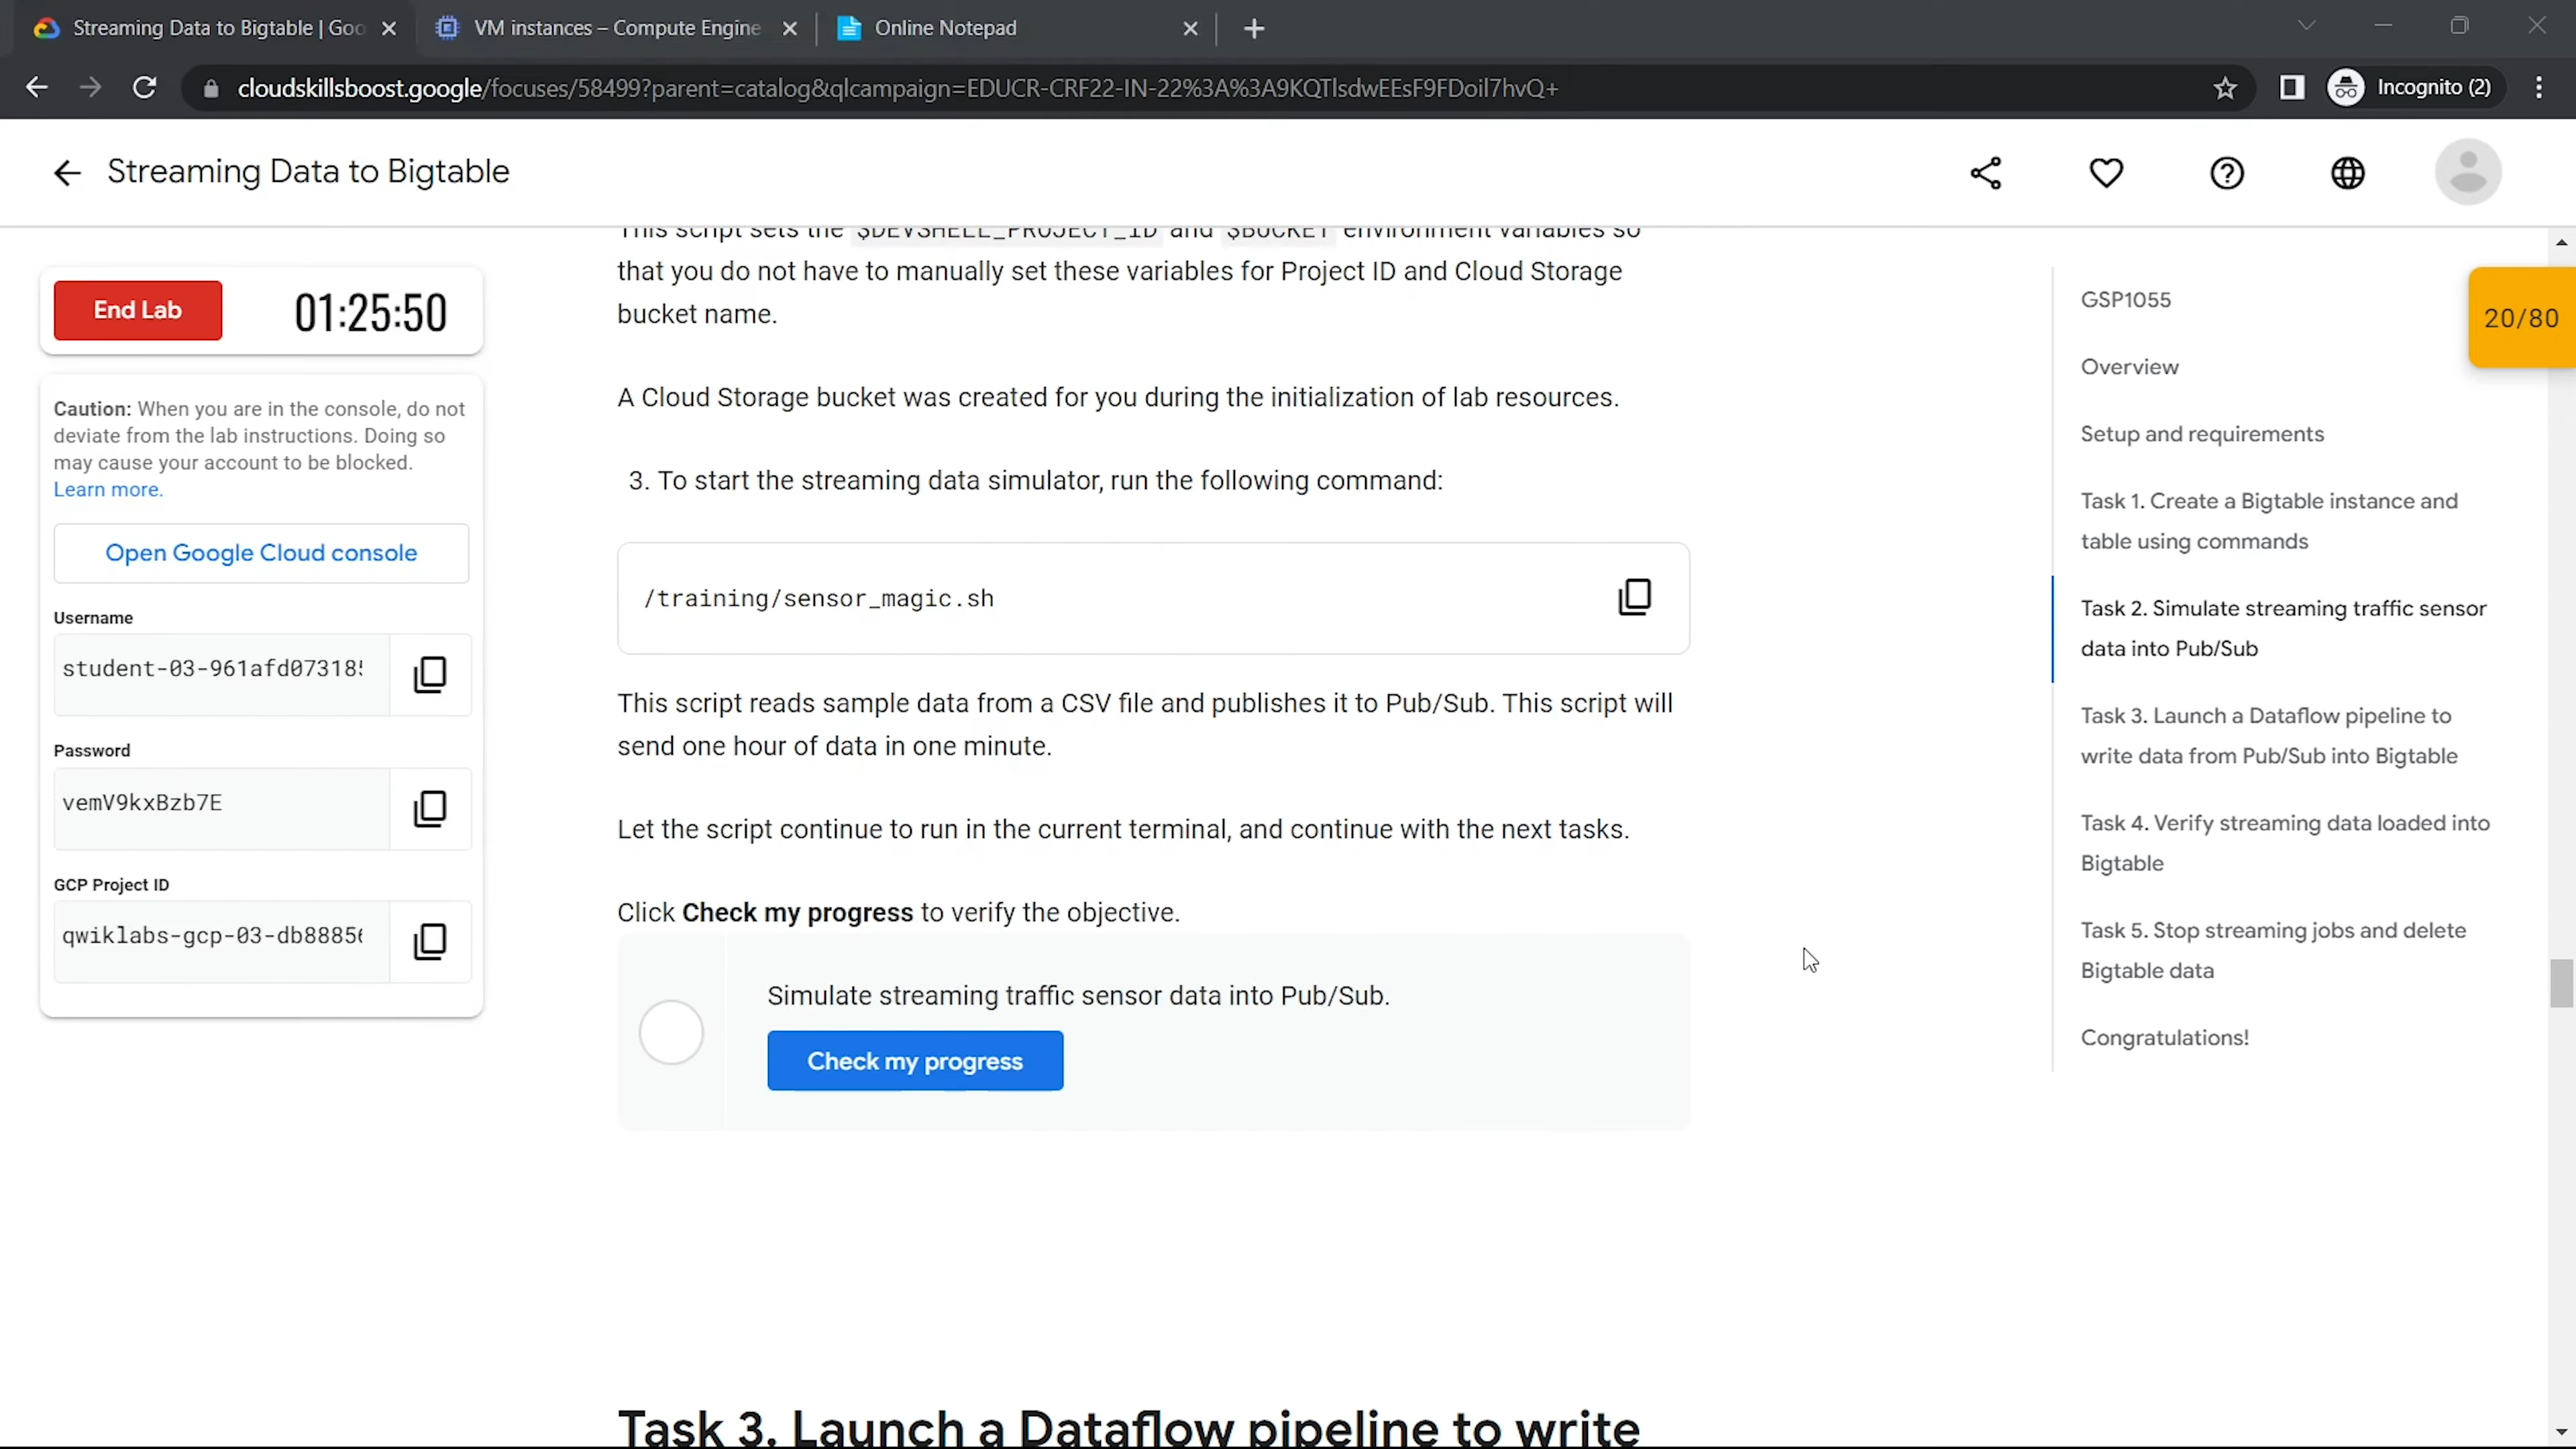 Streaming Data to Bigtable | Goo
VM instances – Compute Engine
Online Notepad
cloudskillsboost.google/focuses/58499?parent=catalog&qlcampaign=EDUCR-CRF22-IN-22%3A%3A9KQTlsdwEEsF9FDoil7hvQ+
Incognito (2)
Streaming Data to Bigtable
End Lab
01:25:50
Caution: When you are in the console, do not
deviate from the lab instructions. Doing so
may cause your account to be blocked.
Learn more.
Open Google Cloud console
Username
student-03-961afd07318
Password
vemV9kxBzb7E
GCP Project ID
qwiklabs-gcp-03-db8885
This script sets the $DEVSHELL_PROJECT_ID and $BUCKET environment variables so
that you do not have to manually set these variables for Project ID and Cloud Storage
bucket name.
A Cloud Storage bucket was created for you during the initialization of lab resources.
3. To start the streaming data simulator, run the following command:
/training/sensor_magic.sh
This script reads sample data from a CSV file and publishes it to Pub/Sub. This script will
send one hour of data in one minute.
Let the script continue to run in the current terminal, and continue with the next tasks.
Click Check my progress to verify the objective.
Simulate streaming traffic sensor data into Pub/Sub.
Check my progress
Task 3. Launch a Dataflow pipeline to write
GSP1055
Overview
Setup and requirements
Task 1. Create a Bigtable instance and
table using commands
Task 2. Simulate streaming traffic sensor
data into Pub/Sub
Task 3. Launch a Dataflow pipeline to
write data from Pub/Sub into Bigtable
Task 4. Verify streaming data loaded into
Bigtable
Task 5. Stop streaming jobs and delete
Bigtable data
Congratulations!
20/80